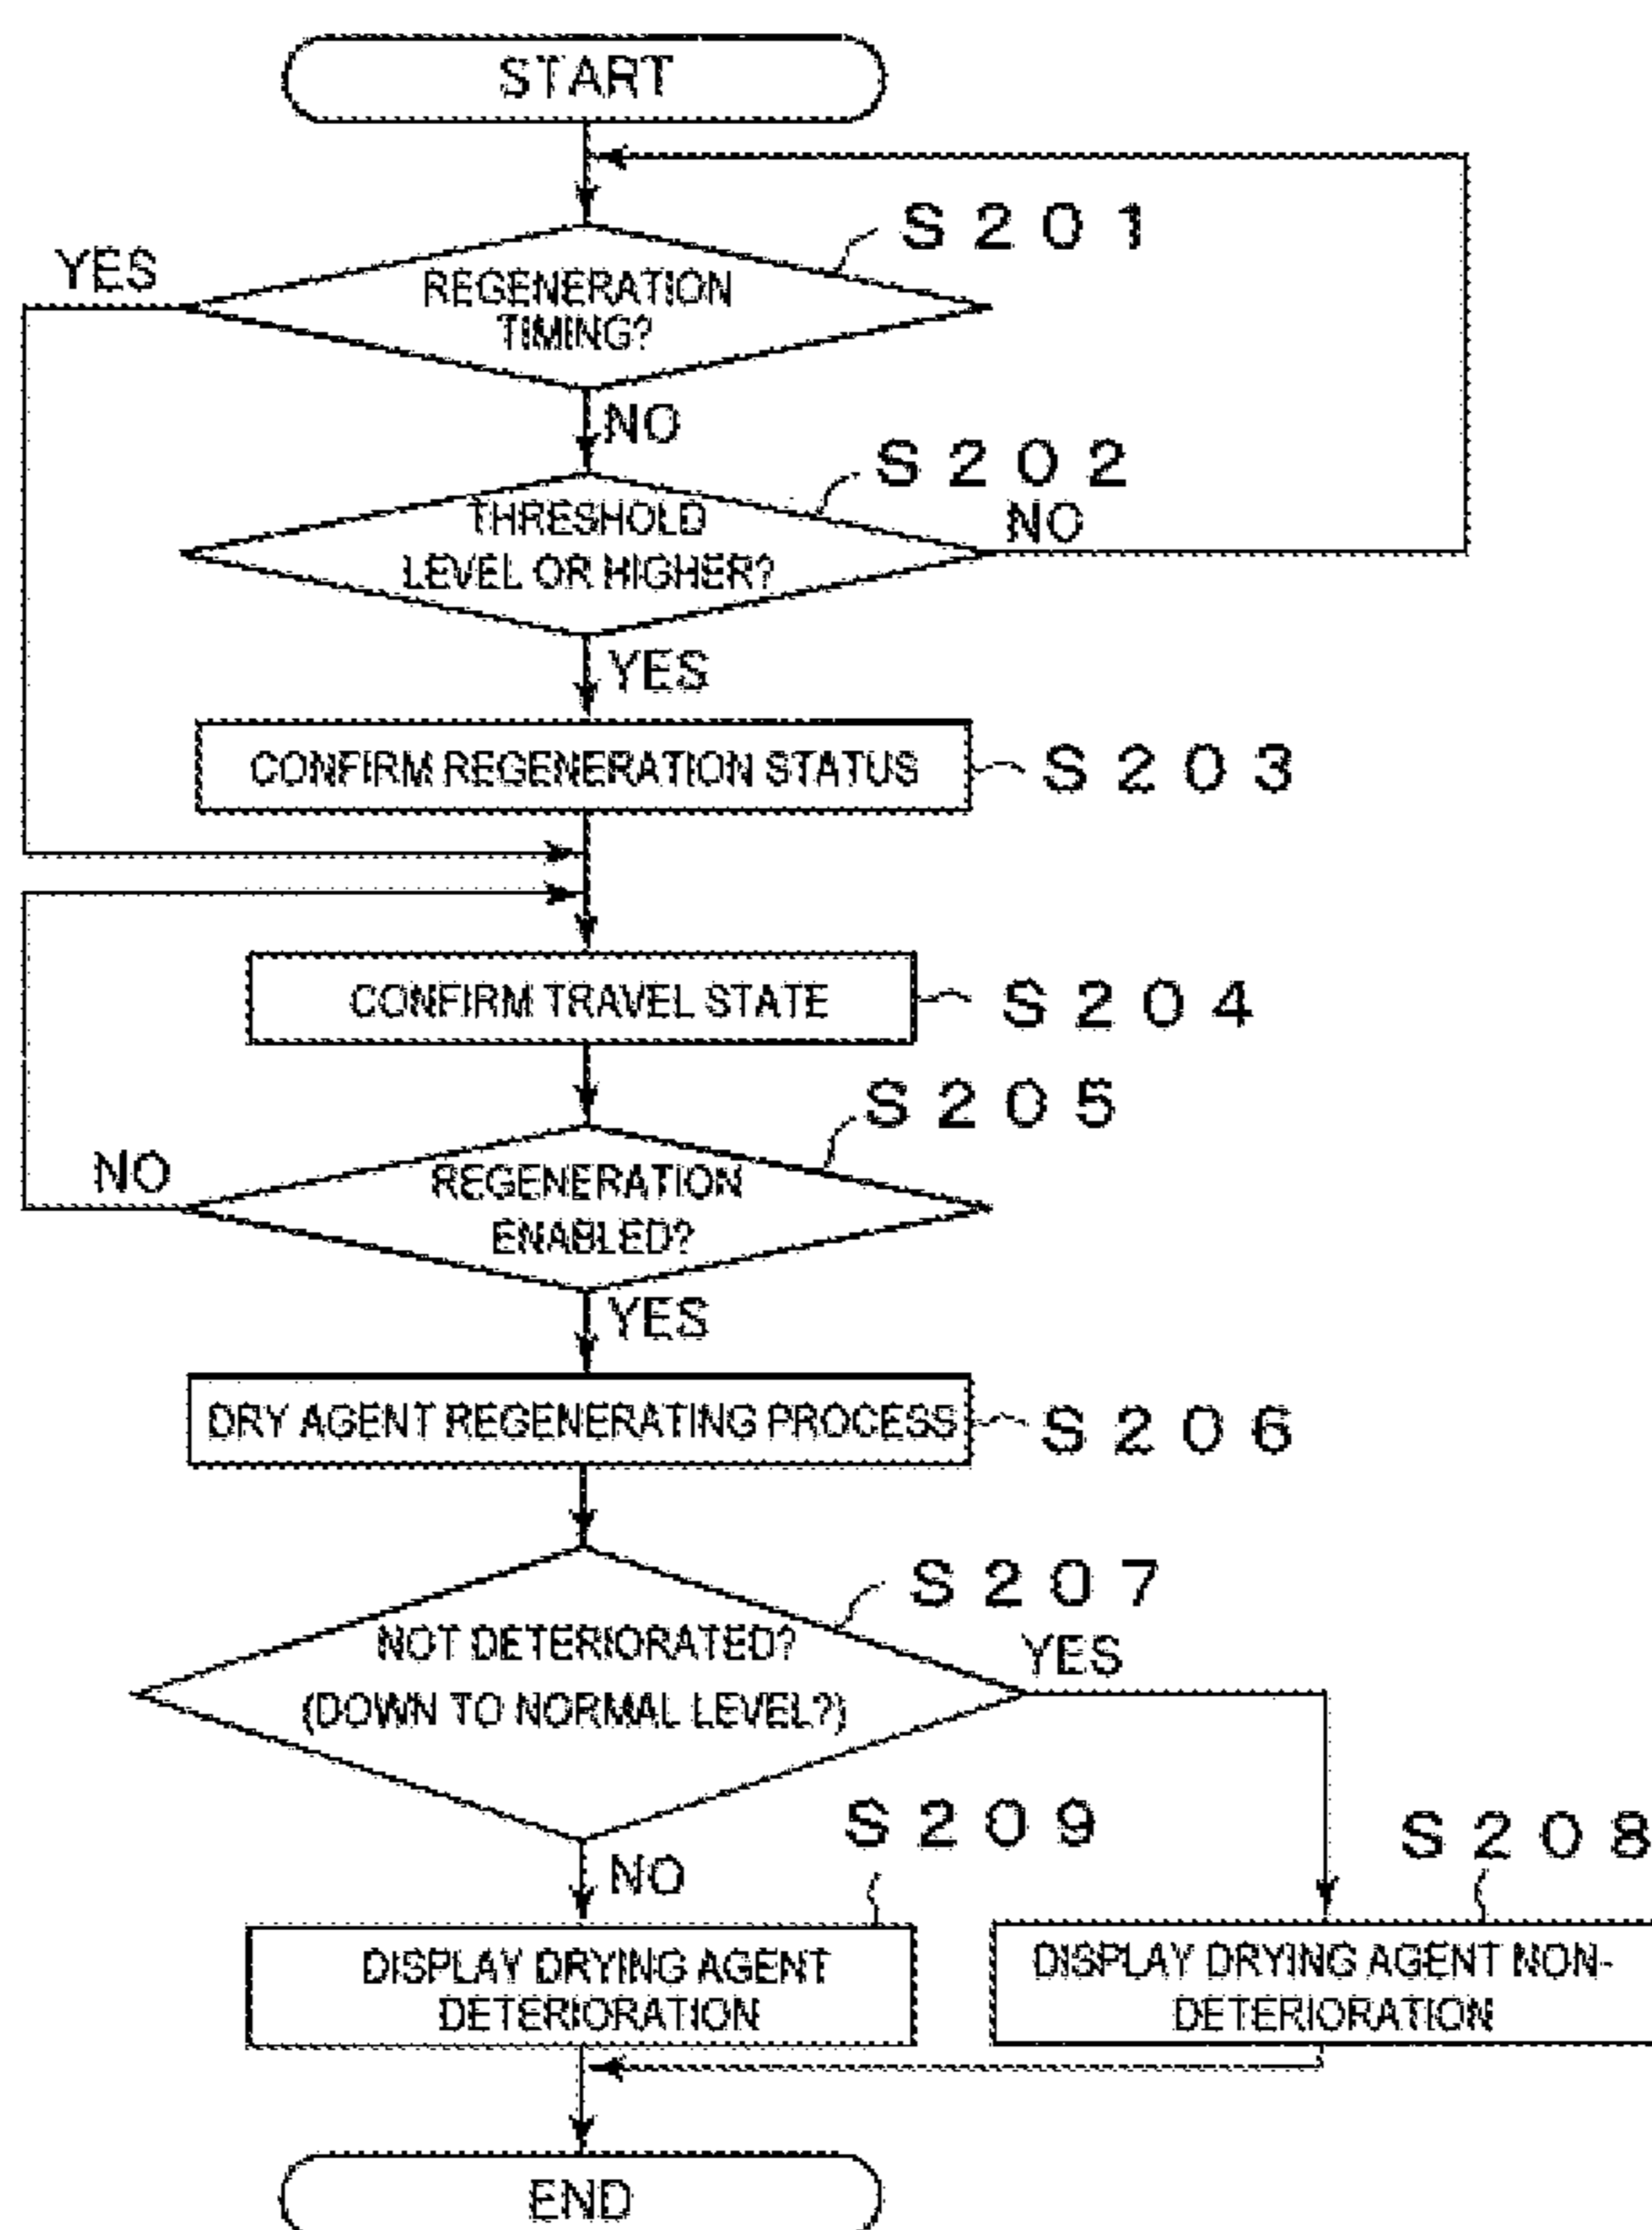 START
S201
YES
REGENERATION
TIMING?
NO
S202
THRESHOLD
NO
LEVEL OR HIGHER?
YES
CONFIRM REGENERATION STATUS
S203
CONFIRM TRAVEL STATE
S204
S205
NO
REGENERATION
ENABLED?
YES
DRY AGENT REGENERATING PROCESS
S206
S207
NOT DETERIORATED?
YES
(DOWN TO NORMAL LEVEL?)
S209
S208
NO
DISPLAY DRYING AGENT
DETERIORATION
DISPLAY DRYING AGENT NON-
DETERIORATION
END